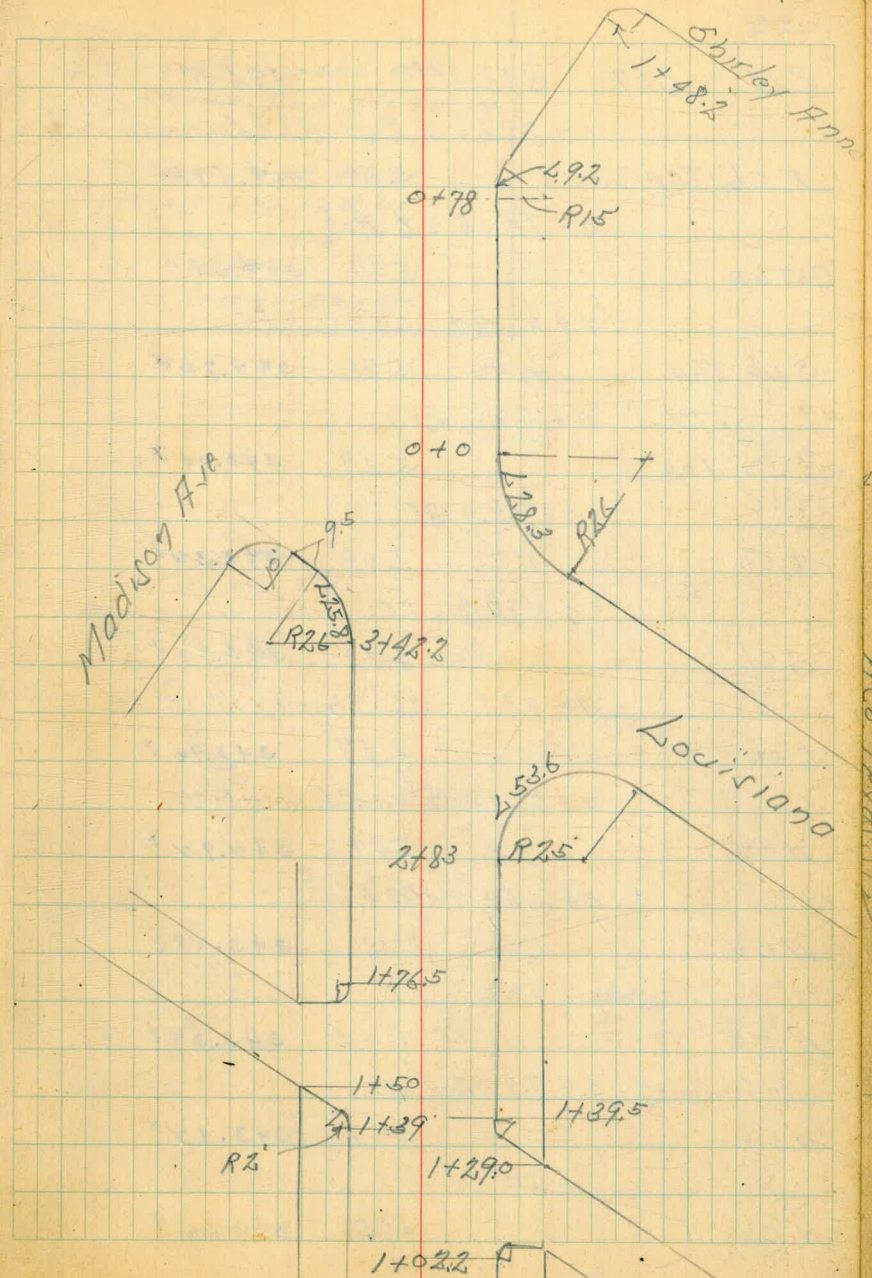 Shirley Ann
1+48.2
L9.2
0+78
R15
0+0
L28.3
R26
Madison Ave
9.5
10'
L25.8
R26
3+42.2
Louisiana
L53.6
2+83
R25'
1+76.5
1+50
1+39
1+39.5
R2'
1+29.0
1+02.2